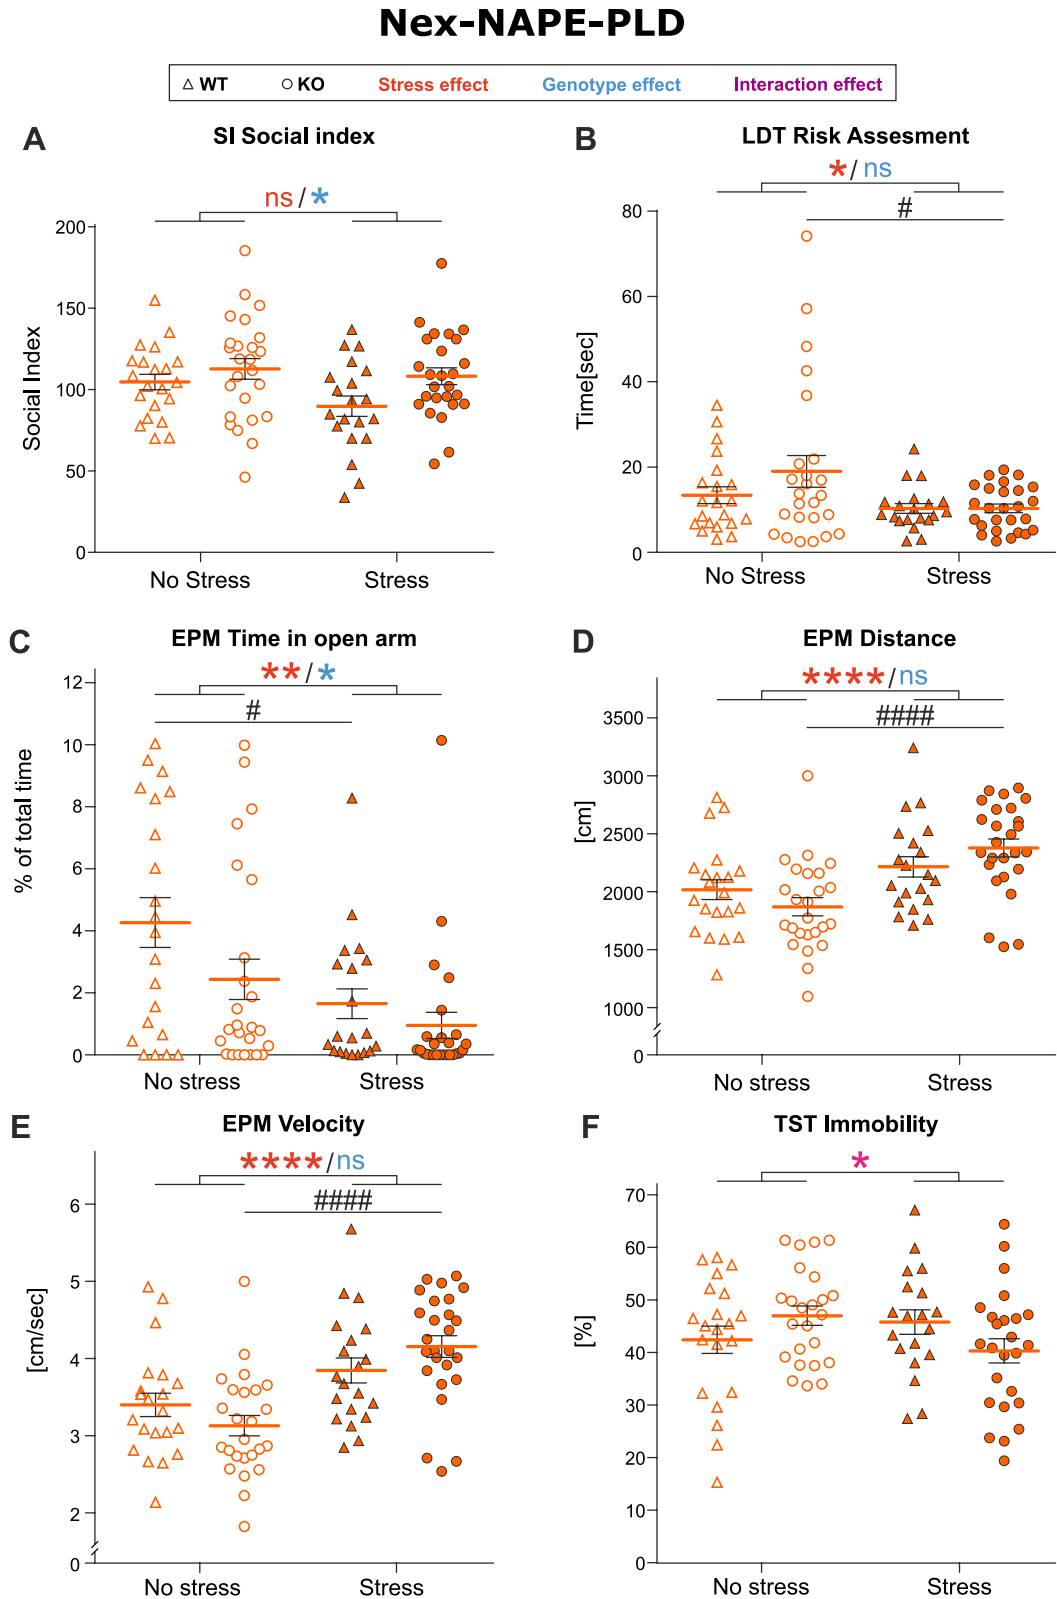 Nex-NAPE-PLD
△ WT ○ KO Stress effect Genotype effect Interaction effect
A SI Social index
ns / *
Social Index
200
150
100
50
0
No Stress Stress
B LDT Risk Assesment
* / ns
#
Time[sec]
80
60
40
20
0
No Stress Stress
C EPM Time in open arm
** / *
#
% of total time
12
10
8
6
4
2
0
No stress Stress
D EPM Distance
**** / ns
####
[cm]
3500
3000
2500
2000
1500
1000
0
No stress Stress
E EPM Velocity
**** / ns
####
[cm/sec]
6
5
4
3
2
0
No stress Stress
F TST Immobility
*
[%]
70
60
50
40
30
20
10
0
No stress Stress